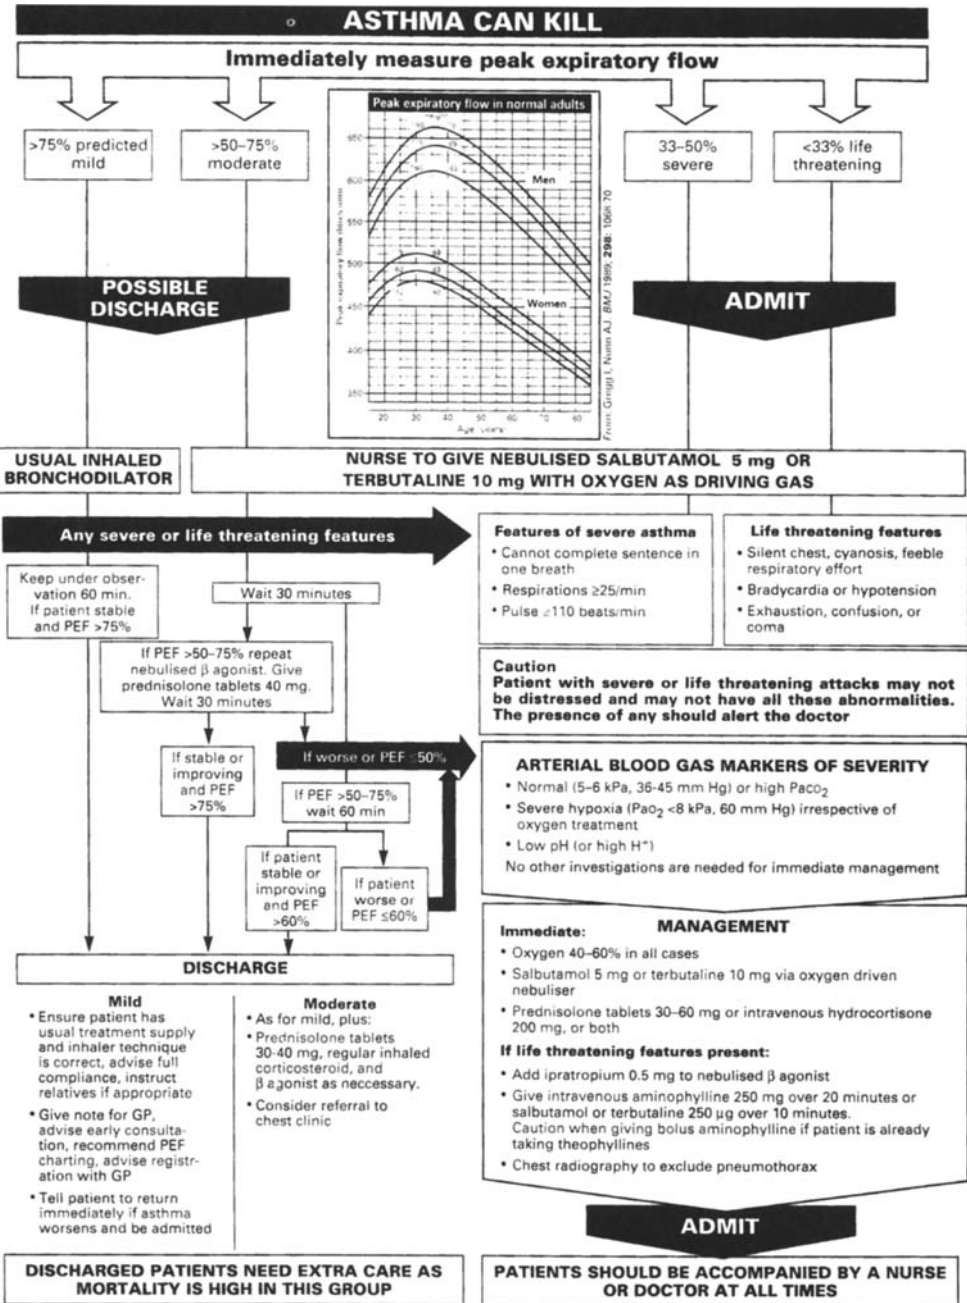 ASTHMA CAN KILL
Immediately measure peak expiratory flow
>75% predicted
mild
>50–75%
moderate
Peak expiratory flow in normal adults
33–50%
severe
<33% life
threatening
Men
Women
550
500
450
400
350
20
30
40
50
60
70
80
From: Gregg I, Nunn AJ. BMJ 1989; 298: 1068-70
POSSIBLE
DISCHARGE
ADMIT
USUAL INHALED
BRONCHODILATOR
NURSE TO GIVE NEBULISED SALBUTAMOL 5 mg OR
TERBUTALINE 10 mg WITH OXYGEN AS DRIVING GAS
Any severe or life threatening features
Features of severe asthma
• Cannot complete sentence in
one breath
• Respirations ≥25/min
• Pulse ≥110 beats/min
Life threatening features
• Silent chest, cyanosis, feeble
respiratory effort
• Bradycardia or hypotension
• Exhaustion, confusion, or
coma
Keep under obser-
vation 60 min.
If patient stable
and PEF >75%
Wait 30 minutes
If PEF >50–75% repeat
nebulised β agonist. Give
prednisolone tablets 40 mg.
Wait 30 minutes
Caution
Patient with severe or life threatening attacks may not
be distressed and may not have all these abnormalities.
The presence of any should alert the doctor
If stable or
improving
and PEF
>75%
If worse or PEF ≤50%
If PEF >50–75%
wait 60 min
If patient
stable or
improving
and PEF
>60%
If patient
worse or
PEF ≤60%
ARTERIAL BLOOD GAS MARKERS OF SEVERITY
• Normal (5–6 kPa, 36-45 mm Hg) or high PaCO₂
• Severe hypoxia (PaO₂ <8 kPa, 60 mm Hg) irrespective of
oxygen treatment
• Low pH (or high H⁺)
No other investigations are needed for immediate management
DISCHARGE
Mild
• Ensure patient has
usual treatment supply
and inhaler technique
is correct, advise full
compliance, instruct
relatives if appropriate
• Give note for GP,
advise early consulta-
tion, recommend PEF
charting, advise registr-
ation with GP
• Tell patient to return
immediately if asthma
worsens and be admitted
Moderate
• As for mild, plus:
• Prednisolone tablets
30-40 mg, regular inhaled
corticosteroid, and
β agonist as neccessary.
• Consider referral to
chest clinic
MANAGEMENT
Immediate:
• Oxygen 40–60% in all cases
• Salbutamol 5 mg or terbutaline 10 mg via oxygen driven
nebuliser
• Prednisolone tablets 30–60 mg or intravenous hydrocortisone
200 mg, or both
If life threatening features present:
• Add ipratropium 0.5 mg to nebulised β agonist
• Give intravenous aminophylline 250 mg over 20 minutes or
salbutamol or terbutaline 250 µg over 10 minutes.
Caution when giving bolus aminophylline if patient is already
taking theophyllines
• Chest radiography to exclude pneumothorax
ADMIT
DISCHARGED PATIENTS NEED EXTRA CARE AS
MORTALITY IS HIGH IN THIS GROUP
PATIENTS SHOULD BE ACCOMPANIED BY A NURSE
OR DOCTOR AT ALL TIMES